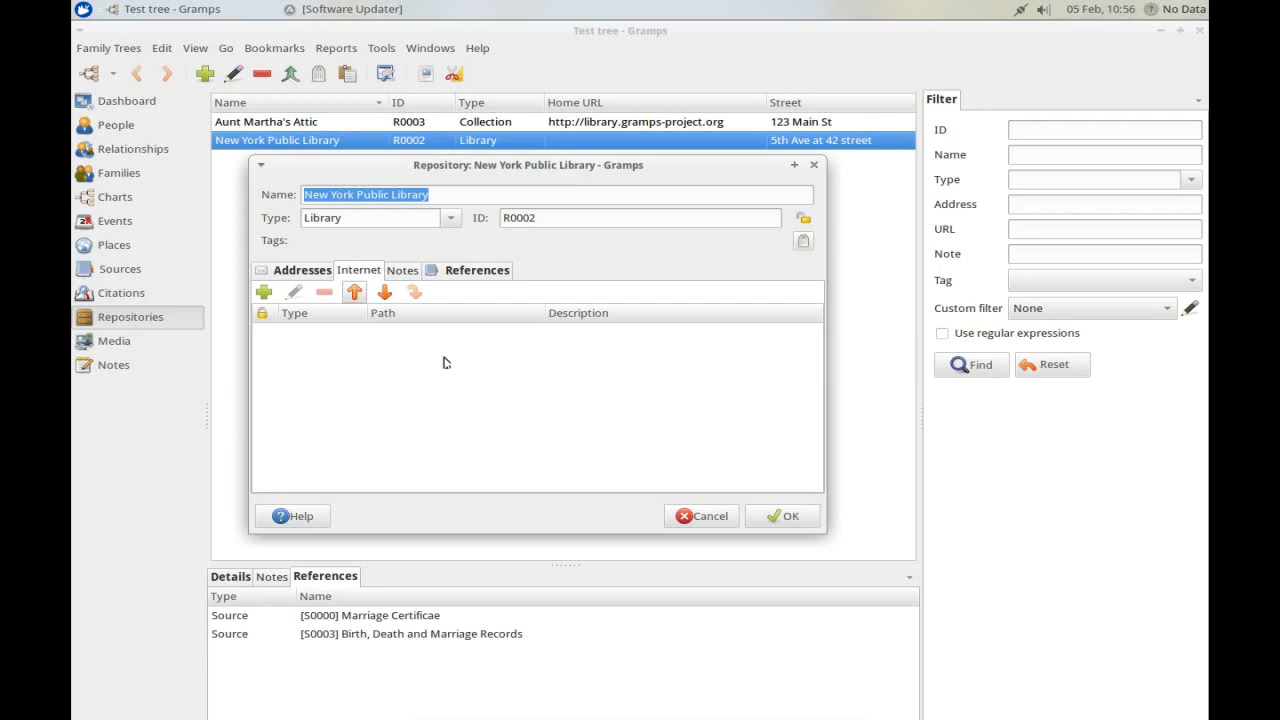 Test tree - Gramps [Software Updater] 05 Feb, 10:56 ? No Data
Test tree - Gramps
Family Trees Edit View Go Bookmarks Reports Tools Windows Help
Dashboard
People
Relationships
Families
Charts
Events
Places
Sources
Citations
Repositories
Media
Notes
Name ID Type Home URL Street
Aunt Martha's Attic R0003 Collection http://library.gramps-project.org 123 Main St
New York Public Library R0002 Library 5th Ave at 42 street
Repository: New York Public Library - Gramps
Name: New York Public Library
Type: Library ID: R0002
Tags:
Addresses Internet Notes References
Type Path Description
Help Cancel OK
Details Notes References
Type Name
Source [S0000] Marriage Certificae
Source [S0003] Birth, Death and Marriage Records
Filter
ID
Name
Type
Address
URL
Note
Tag
Custom filter None
Use regular expressions
Find Reset